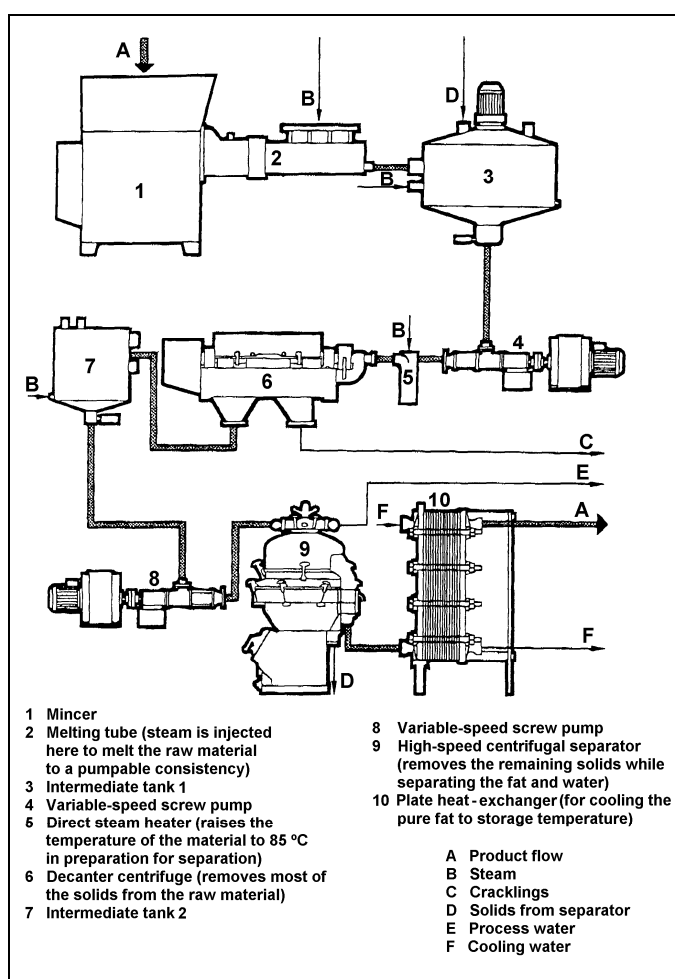 A
B
D
2
1
B
3
7
B
6
B
5
4
C
E
F
10
A
9
8
F
D
1 Mincer
2 Melting tube (steam is injected
here to melt the raw material
to a pumpable consistency)
3 Intermediate tank 1
4 Variable-speed screw pump
5 Direct steam heater (raises the
temperature of the material to 85 ºC
in preparation for separation)
6 Decanter centrifuge (removes most of
the solids from the raw material)
7 Intermediate tank 2
8 Variable-speed screw pump
9 High-speed centrifugal separator
(removes the remaining solids while
separating the fat and water)
10 Plate heat-exchanger (for cooling the
pure fat to storage temperature)
A Product flow
B Steam
C Cracklings
D Solids from separator
E Process water
F Cooling water